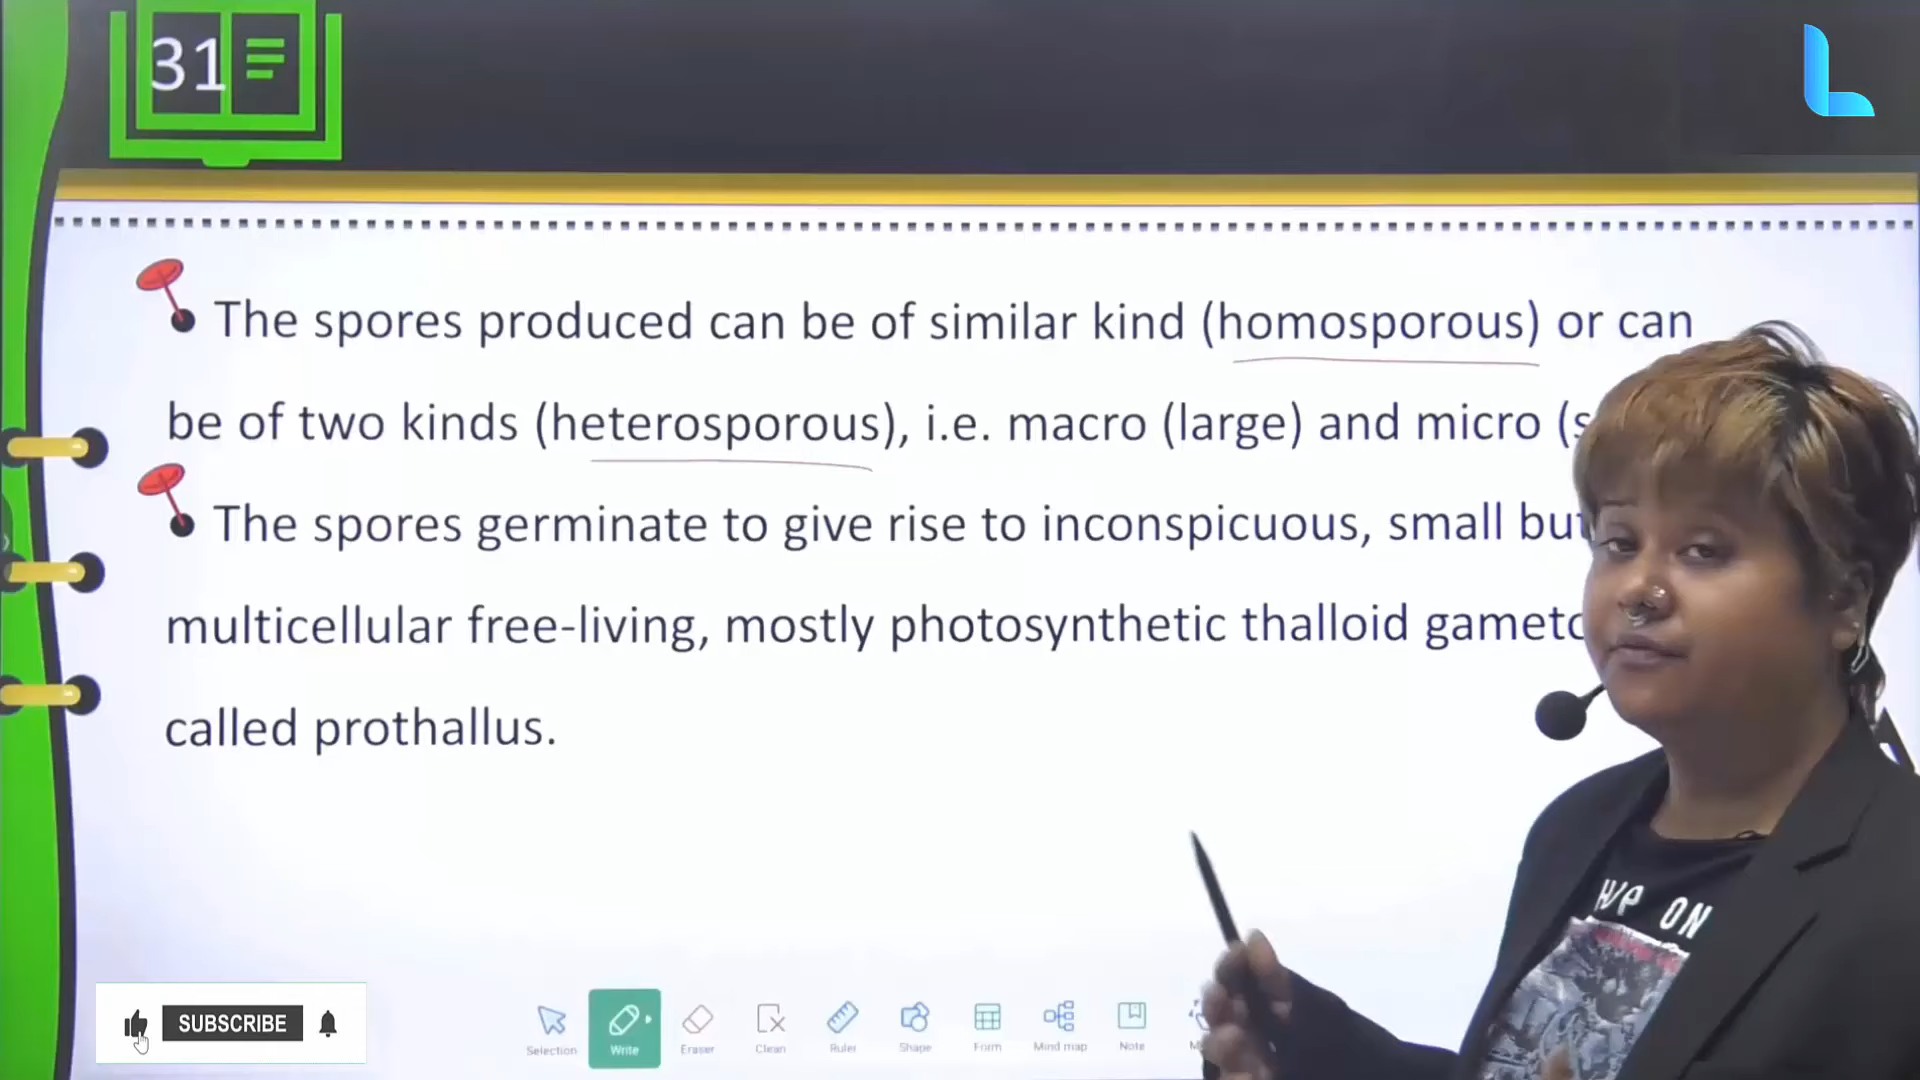 31
The spores produced can be of similar kind (homosporous) or can
be of two kinds (heterosporous), i.e. macro (large) and micro
The spores germinate to give rise to inconspicuous, small but
multicellular free-living, mostly photosynthetic thalloid
called prothallus.
ON
SUBSCRIBE
Selection Write Eraser Clean Ruler Shape Form Mind map Note